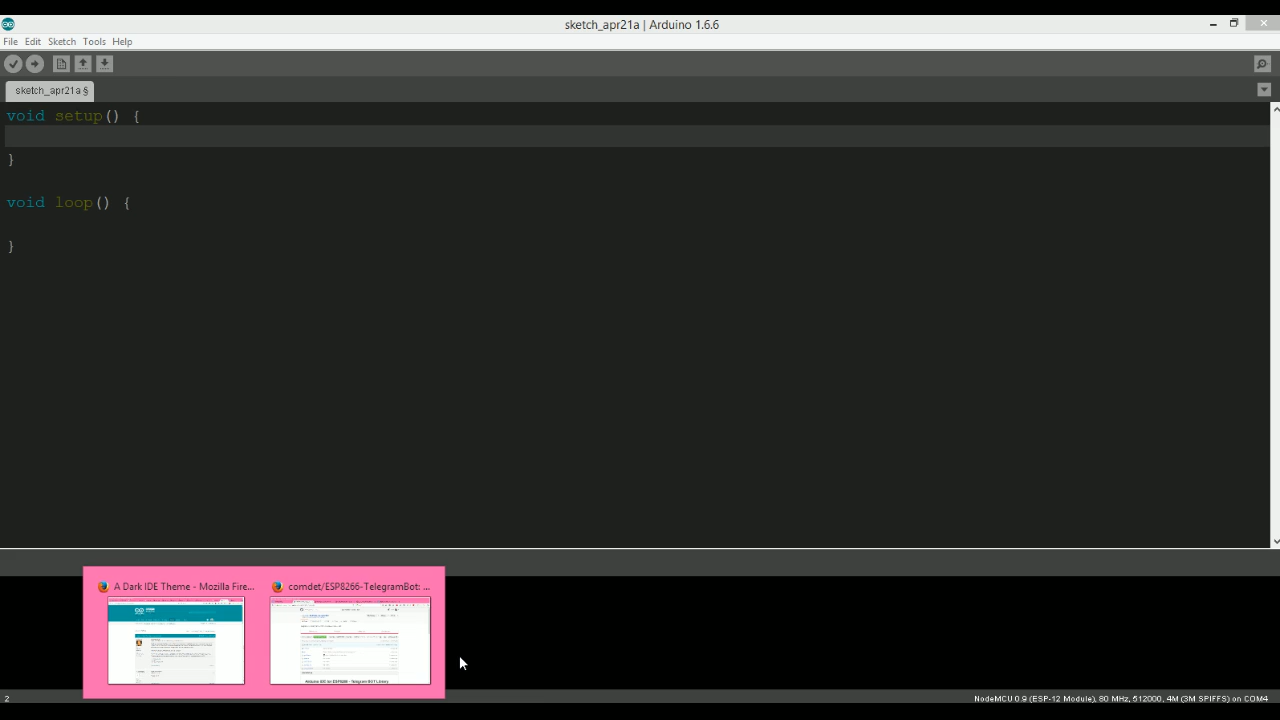 sketch_apr21a | Arduino 1.6.6
File Edit Sketch Tools Help
sketch_apr21a §
void setup() {
}
void loop() {
}
A Dark IDE Theme - Mozilla Fire...
comdet/ESP8266-TelegramBot: ...
Arduino IDE for ESP8266 - Telegram BOT Library
2
NodeMCU 0.9 (ESP-12 Module), 80 MHz, 512000, 4M (3M SPIFFS) on COM4